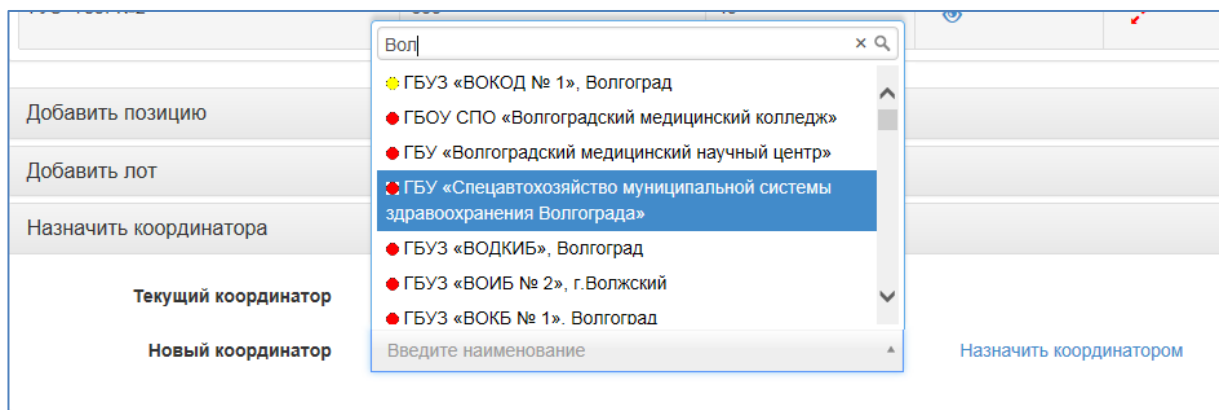 Вол
ГБУЗ «ВОКОД № 1», Волгоград
Добавить позицию
ГБОУ СПО «Волгоградский медицинский колледж»
ГБУ «Волгоградский медицинский научный центр»
Добавить лот
ГБУ «Спецавтохозяйство муниципальной системы
здравоохранения Волгограда»
Назначить координатора
ГБУЗ «ВОДКИБ», Волгоград
ГБУЗ «ВОИБ № 2», г.Волжский
Текущий координатор
ГБУЗ «ВОКБ № 1», Волгоград
Новый координатор
Введите наименование
Назначить координатором